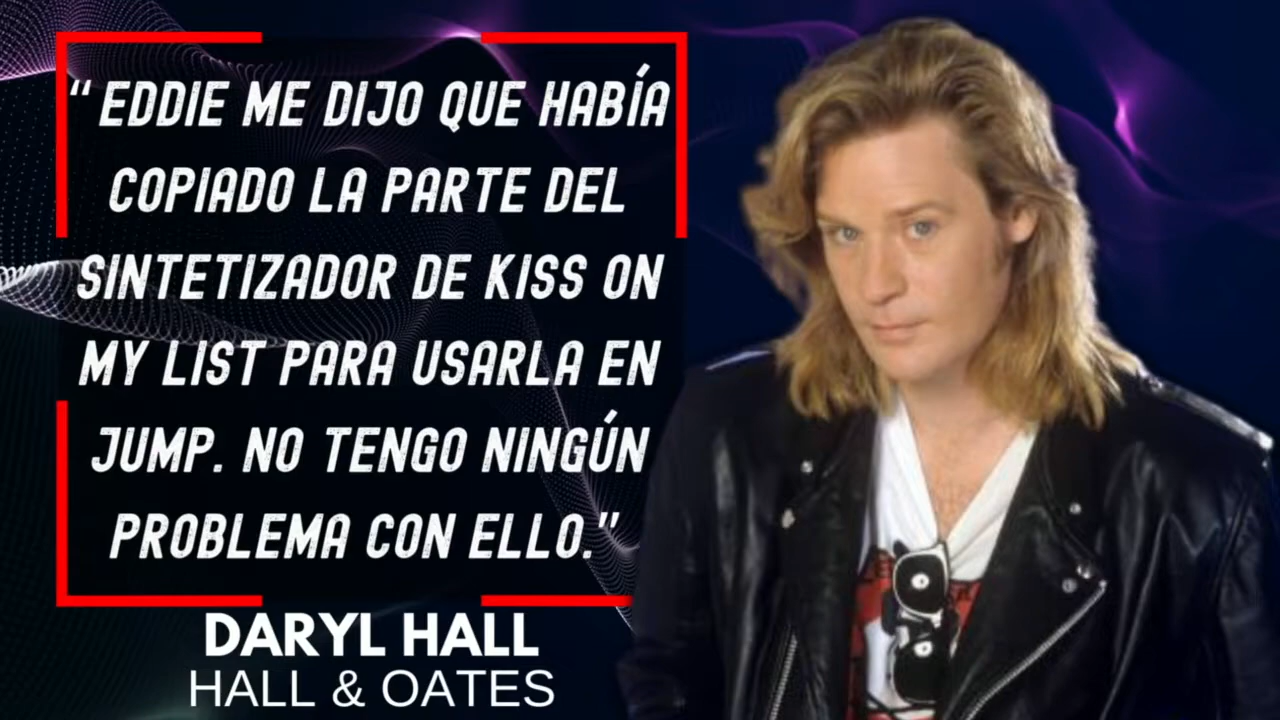 “ EDDIE ME DIJO QUE HABÍA
COPIADO LA PARTE DEL
SINTETIZADOR DE KISS ON
MY LIST PARA USARLA EN
JUMP. NO TENGO NINGÚN
PROBLEMA CON ELLO.”
DARYL HALL
HALL & OATES